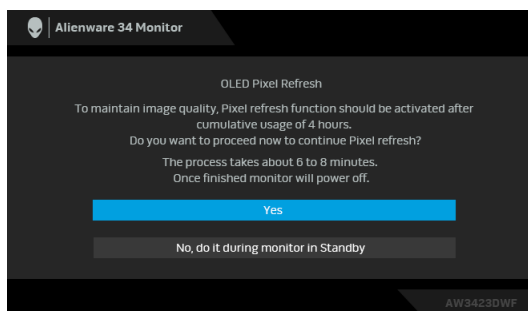 Alienware 34 Monitor
OLED Pixel Refresh
To maintain image quality, Pixel refresh function should be activated after
cumulative usage of 4 hours.
Do you want to proceed now to continue Pixel refresh?
The process takes about 6 to 8 minutes.
Once finished monitor will power off.
Yes
No, do it during monitor in Standby
AW3423DWF